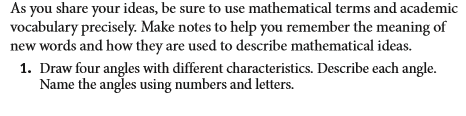 As you share your ideas, be sure to use mathematical terms and academic
vocabulary precisely. Make notes to help you remember the meaning of
new words and how they are used to describe mathematical ideas.
1. Draw four angles with different characteristics. Describe each angle.
Name the angles using numbers and letters.